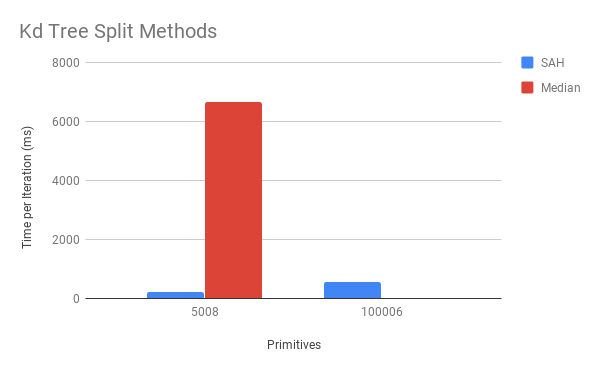 Kd Tree Split Methods
SAH
Median
Time per Iteration (ms)
8000
6000
4000
2000
0
5008
100006
Primitives